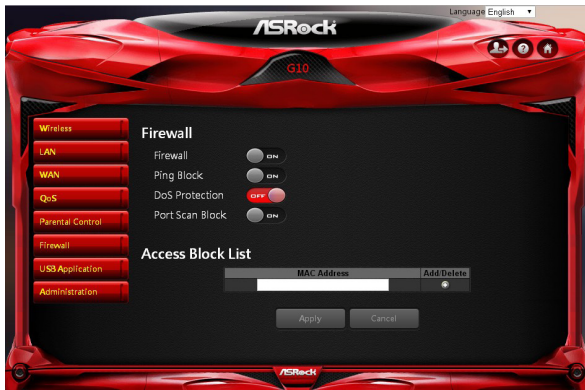 Language English
ASRock
G10
Wireless
LAN
WAN
QoS
Parental Control
Firewall
USB Application
Administration
Firewall
Firewall ON
Ping Block ON
DoS Protection OFF
Port Scan Block ON
Access Block List
MAC Address Add/Delete
Apply Cancel
ASRock